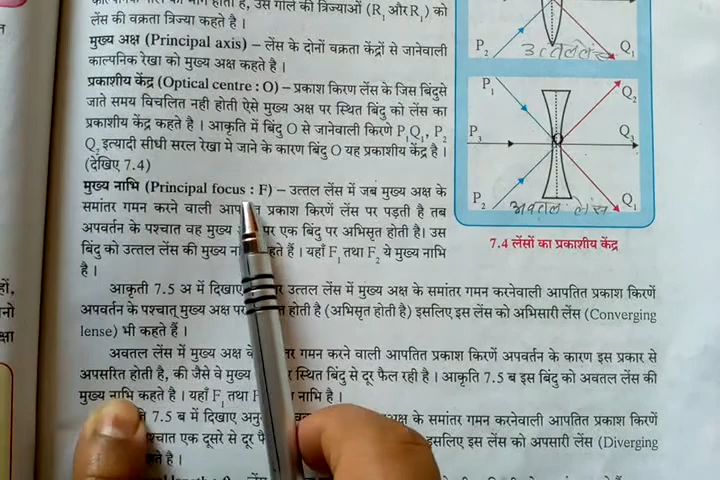 लेंस की वक्रता त्रिज्या कहते है ।
मुख्य अक्ष (Principal axis) – लेंस के दोनों वक्रता केंद्रों से जानेवाली
काल्पनिक रेखा को मुख्य अक्ष कहते है ।
प्रकाशीय केंद्र (Optical centre : O) – प्रकाश किरण लेंस के जिस बिंदुसे
जाते समय विचलित नही होती ऐसे मुख्य अक्ष पर स्थित बिंदु को लेंस का
प्रकाशीय केंद्र कहते है । आकृति में बिंदु O से जानेवाली किरणे P₁Q₁, P₂
Q₂ इत्यादी सीधी सरल रेखा मे जाने के कारण बिंदु O यह प्रकाशीय केंद्र है ।
(देखिए 7.4)
मुख्य नाभि (Principal focus : F) – उत्तल लेंस में जब मुख्य अक्ष के
समांतर गमन करने वाली प्रकाश किरणें लेंस पर पड़ती है तब
अपवर्तन के पश्चात वह मुख्य पर एक बिंदु पर अभिसृत होती है। उस
बिंदु को उत्तल लेंस की मुख्य कहते हैं । यहाँ F₁ तथा F₂ ये मुख्य नाभि
है ।
आकृती 7.5 अ में दिखाए उत्तल लेंस में मुख्य अक्ष के समांतर गमन करनेवाली आपतित प्रकाश किरणें
अपवर्तन के पश्चात् मुख्य अक्ष पर होती है (अभिसृत होती है) इसलिए इस लेंस को अभिसारी लेंस (Converging
lense) भी कहते हैं ।
अवतल लेंस में मुख्य अक्ष गमन करने वाली आपतित प्रकाश किरणें अपवर्तन के कारण इस प्रकार से
अपसरित होती है, की जैसे वे मुख्य स्थित बिंदु से दूर फैल रही है । आकृति 7.5 ब इस बिंदु को अवतल लेंस की
मुख्य नाभि कहते है । यहाँ F₁ तथा नाभि है ।
7.5 ब में दिखाए अक्ष के समांतर गमन करनेवाली आपतित प्रकाश किरणें
एक दूसरे से दूर इसलिए इस लेंस को अपसारी लेंस (Diverging
P₂
उत्तल लेंस
Q₁
P₁
Q₂
P₃
O
Q₃
P₂
अवतल लेंस
Q₁
7.4 लेंसों का प्रकाशीय केंद्र